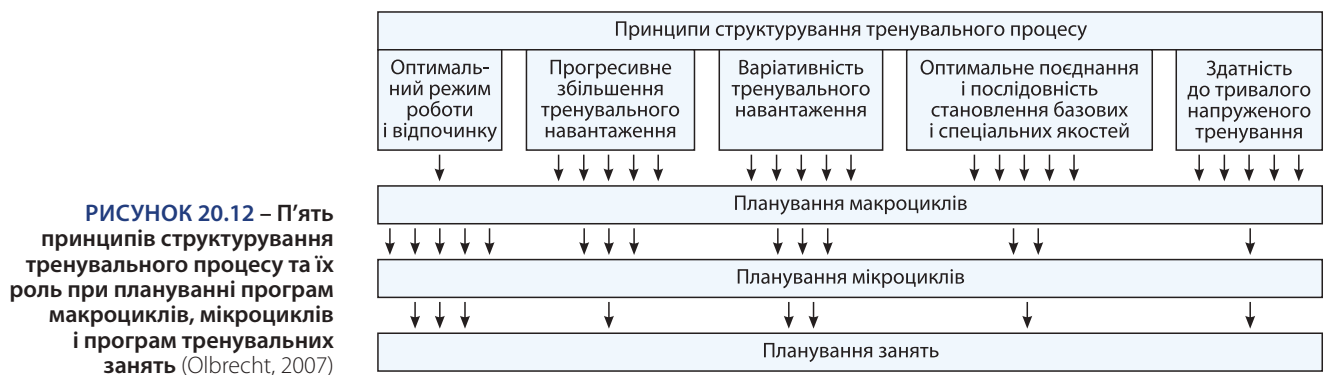 Принципи структурування тренувального процесу
Оптималь-
ний режим
роботи
і відпочинку
Прогресивне
збільшення
тренувального
навантаження
Варіативність
тренувального
навантаження
Оптимальне поєднання
і послідовність
становлення базових
і спеціальних якостей
Здатність
до тривалого
напруженого
тренування
Планування макроциклів
Планування мікроциклів
Планування занять
РИСУНОК 20.12 – П’ять
принципів структурування
тренувального процесу та їх
роль при плануванні програм
макроциклів, мікроциклів
і програм тренувальних
занять (Olbrecht, 2007)